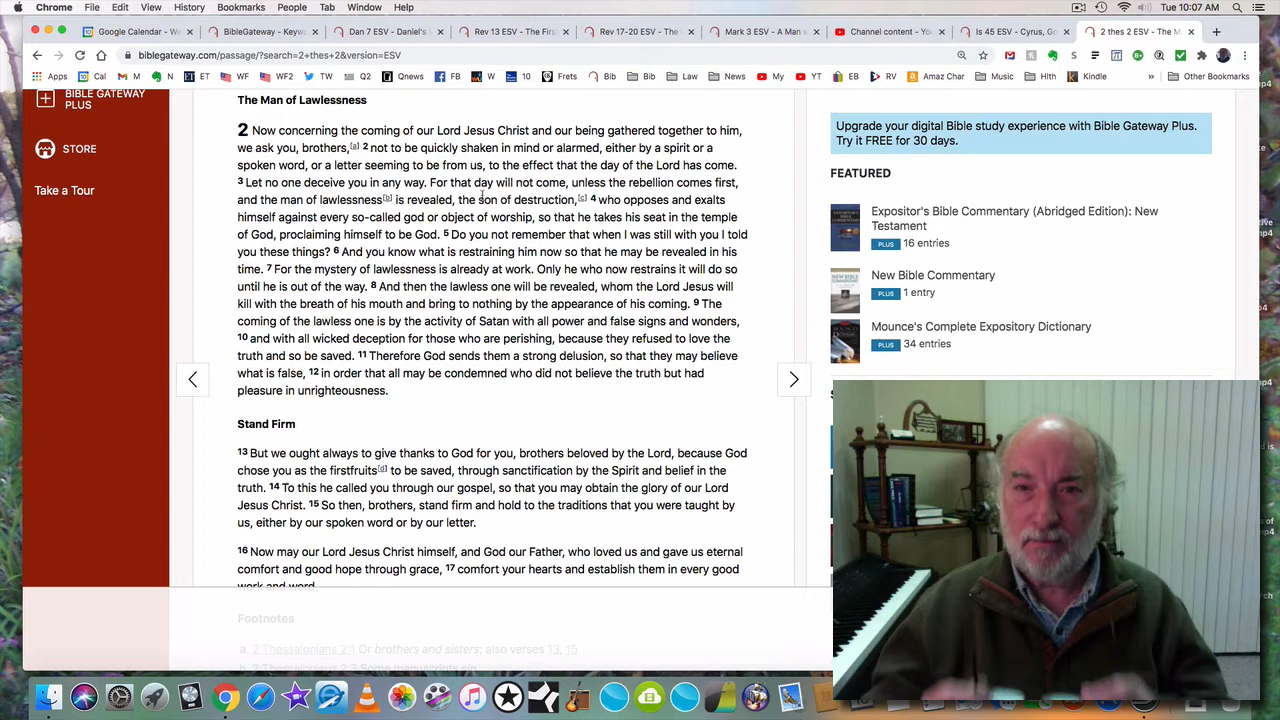 Chrome File Edit View History Bookmarks People Tab Window Help
Tue 10:07 AM
Google Calendar - We
BibleGateway - Keywo
Dan 7 ESV - Daniel's
Rev 13 ESV - The Firs
Rev 17-20 ESV - The
Mark 3 ESV - A Man w
Channel content - You
Is 45 ESV - Cyrus, Go
2 thes 2 ESV - The M
biblegateway.com/passage/?search=2+thes+2&version=ESV
Apps Cal M N ET WF WF2 TW Q2 Qnews FB W 10 Frets Bib Bib Law News My YT EB RV Amaz Char Music Hlth Kindle » Other Bookmarks
BIBLE GATEWAY
PLUS
STORE
Take a Tour
The Man of Lawlessness
2 Now concerning the coming of our Lord Jesus Christ and our being gathered together to him,
we ask you, brothers,[a] 2 not to be quickly shaken in mind or alarmed, either by a spirit or a
spoken word, or a letter seeming to be from us, to the effect that the day of the Lord has come.
3 Let no one deceive you in any way. For that day will not come, unless the rebellion comes first,
and the man of lawlessness[b] is revealed, the son of destruction,[c] 4 who opposes and exalts
himself against every so-called god or object of worship, so that he takes his seat in the temple
of God, proclaiming himself to be God. 5 Do you not remember that when I was still with you I told
you these things? 6 And you know what is restraining him now so that he may be revealed in his
time. 7 For the mystery of lawlessness is already at work. Only he who now restrains it will do so
until he is out of the way. 8 And then the lawless one will be revealed, whom the Lord Jesus will
kill with the breath of his mouth and bring to nothing by the appearance of his coming. 9 The
coming of the lawless one is by the activity of Satan with all power and false signs and wonders,
10 and with all wicked deception for those who are perishing, because they refused to love the
truth and so be saved. 11 Therefore God sends them a strong delusion, so that they may believe
what is false, 12 in order that all may be condemned who did not believe the truth but had
pleasure in unrighteousness.
Stand Firm
13 But we ought always to give thanks to God for you, brothers beloved by the Lord, because God
chose you as the firstfruits[d] to be saved, through sanctification by the Spirit and belief in the
truth. 14 To this he called you through our gospel, so that you may obtain the glory of our Lord
Jesus Christ. 15 So then, brothers, stand firm and hold to the traditions that you were taught by
us, either by our spoken word or by our letter.
16 Now may our Lord Jesus Christ himself, and God our Father, who loved us and gave us eternal
comfort and good hope through grace, 17 comfort your hearts and establish them in every good
work and word.
Footnotes
a. 2 Thessalonians 2:1 Or brothers and sisters; also verses 13, 15
b. 2 Thessalonians 2:3 Some manuscripts sin
Upgrade your digital Bible study experience with Bible Gateway Plus.
Try it FREE for 30 days.
FEATURED
Expositor's Bible Commentary (Abridged Edition): New
Testament
PLUS 16 entries
New Bible Commentary
PLUS 1 entry
Mounce's Complete Expository Dictionary
PLUS 34 entries